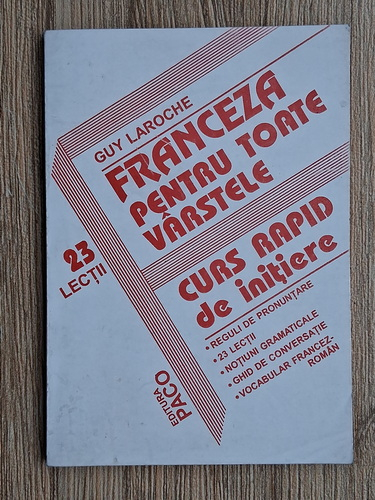 GUY LAROCHE
FRANCEZA
PENTRU TOATE
VÂRSTELE
23
LECȚII
CURS RAPID
de inițiere
• REGULI DE PRONUNȚARE
• 23 LECȚII
• NOȚIUNI GRAMATICALE
• GHID DE CONVERSAȚIE
• VOCABULAR FRANCEZ-
ROMÂN
EDITURA
PACO